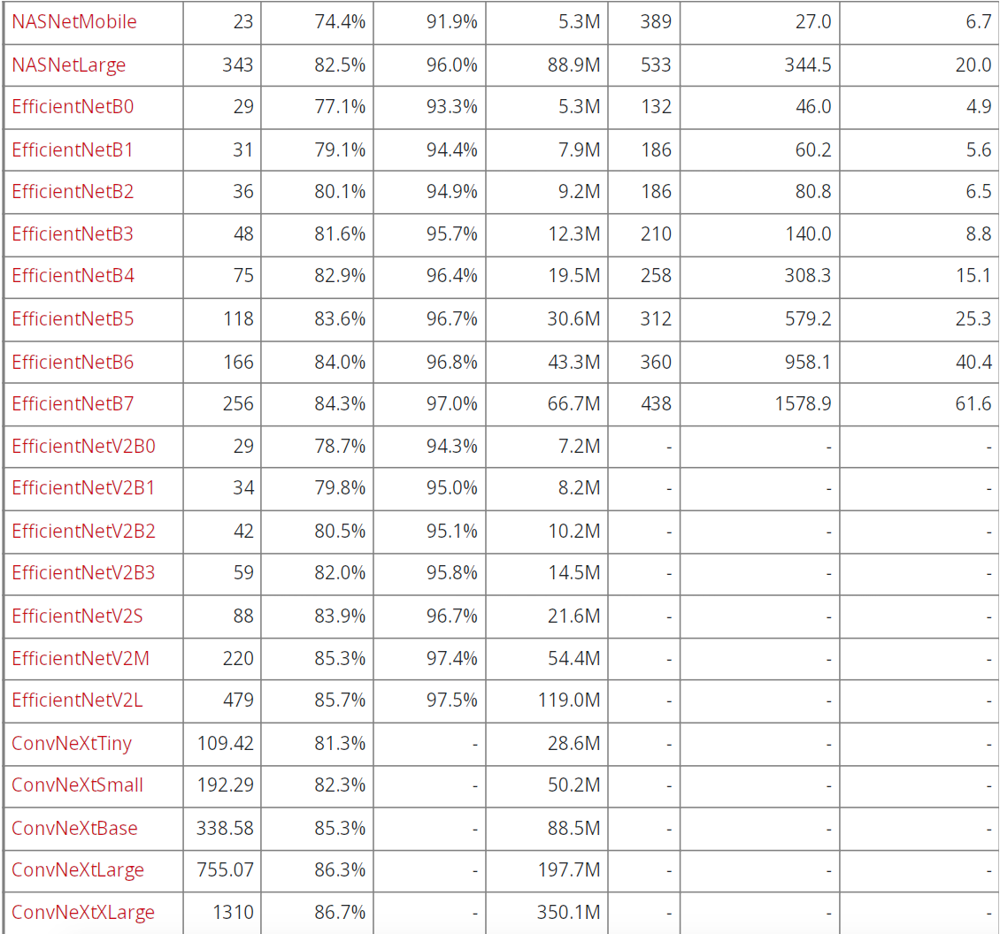 NASNetMobile 23 74.4% 91.9% 5.3M 389 27.0 6.7
NASNetLarge 343 82.5% 96.0% 88.9M 533 344.5 20.0
EfficientNetB0 29 77.1% 93.3% 5.3M 132 46.0 4.9
EfficientNetB1 31 79.1% 94.4% 7.9M 186 60.2 5.6
EfficientNetB2 36 80.1% 94.9% 9.2M 186 80.8 6.5
EfficientNetB3 48 81.6% 95.7% 12.3M 210 140.0 8.8
EfficientNetB4 75 82.9% 96.4% 19.5M 258 308.3 15.1
EfficientNetB5 118 83.6% 96.7% 30.6M 312 579.2 25.3
EfficientNetB6 166 84.0% 96.8% 43.3M 360 958.1 40.4
EfficientNetB7 256 84.3% 97.0% 66.7M 438 1578.9 61.6
EfficientNetV2B0 29 78.7% 94.3% 7.2M - - -
EfficientNetV2B1 34 79.8% 95.0% 8.2M - - -
EfficientNetV2B2 42 80.5% 95.1% 10.2M - - -
EfficientNetV2B3 59 82.0% 95.8% 14.5M - - -
EfficientNetV2S 88 83.9% 96.7% 21.6M - - -
EfficientNetV2M 220 85.3% 97.4% 54.4M - - -
EfficientNetV2L 479 85.7% 97.5% 119.0M - - -
ConvNeXtTiny 109.42 81.3% - 28.6M - - -
ConvNeXtSmall 192.29 82.3% - 50.2M - - -
ConvNeXtBase 338.58 85.3% - 88.5M - - -
ConvNeXtLarge 755.07 86.3% - 197.7M - - -
ConvNeXtXLarge 1310 86.7% - 350.1M - - -